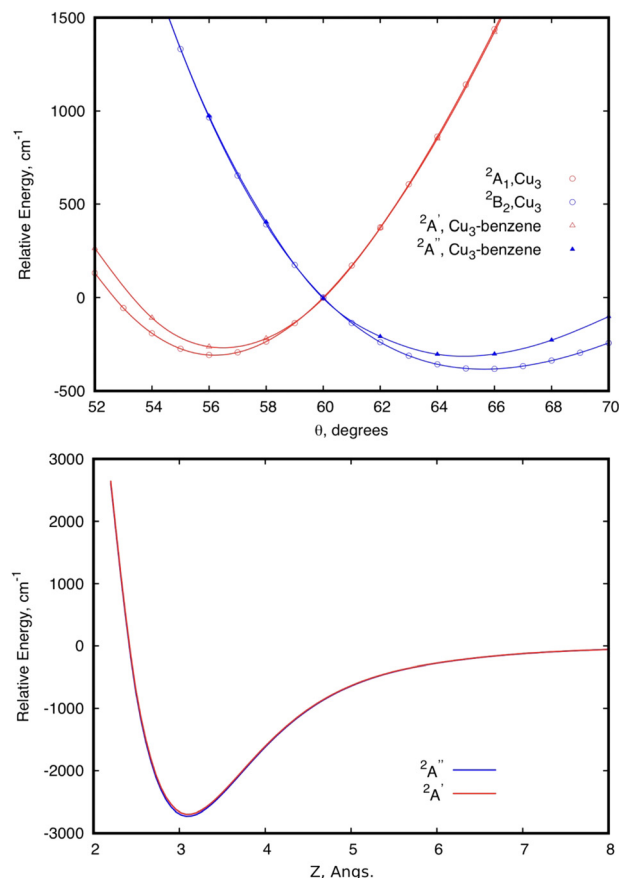 1500
1000
500
0
-500
Relative Energy, cm⁻¹
²A₁,Cu₃
²B₂,Cu₃
²A', Cu₃-benzene
²A'', Cu₃-benzene
52 54 56 58 60 62 64 66 68 70
θ, degrees
3000
2000
1000
0
-1000
-2000
-3000
Relative Energy, cm⁻¹
²A''
²A'
2 3 4 5 6 7 8
Z, Angs.